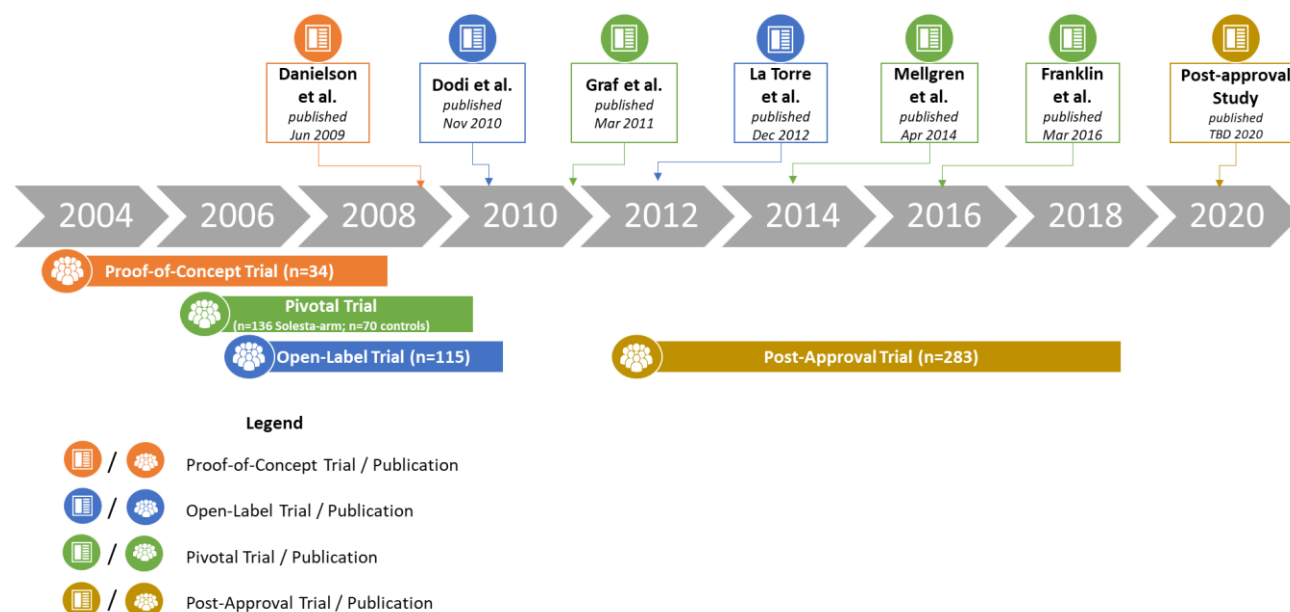 Danielson
et al.
published
Jun 2009
Dodi et al.
published
Nov 2010
Graf et al.
published
Mar 2011
La Torre
et al.
published
Dec 2012
Mellgren
et al.
published
Apr 2014
Franklin
et al.
published
Mar 2016
Post-approval
Study
published
TBD 2020
2004 2006 2008 2010 2012 2014 2016 2018 2020
Proof-of-Concept Trial (n=34)
Pivotal Trial
(n=136 Solesta-arm; n=70 controls)
Open-Label Trial (n=115)
Post-Approval Trial (n=283)
Legend
/ Proof-of-Concept Trial / Publication
/ Open-Label Trial / Publication
/ Pivotal Trial / Publication
/ Post-Approval Trial / Publication